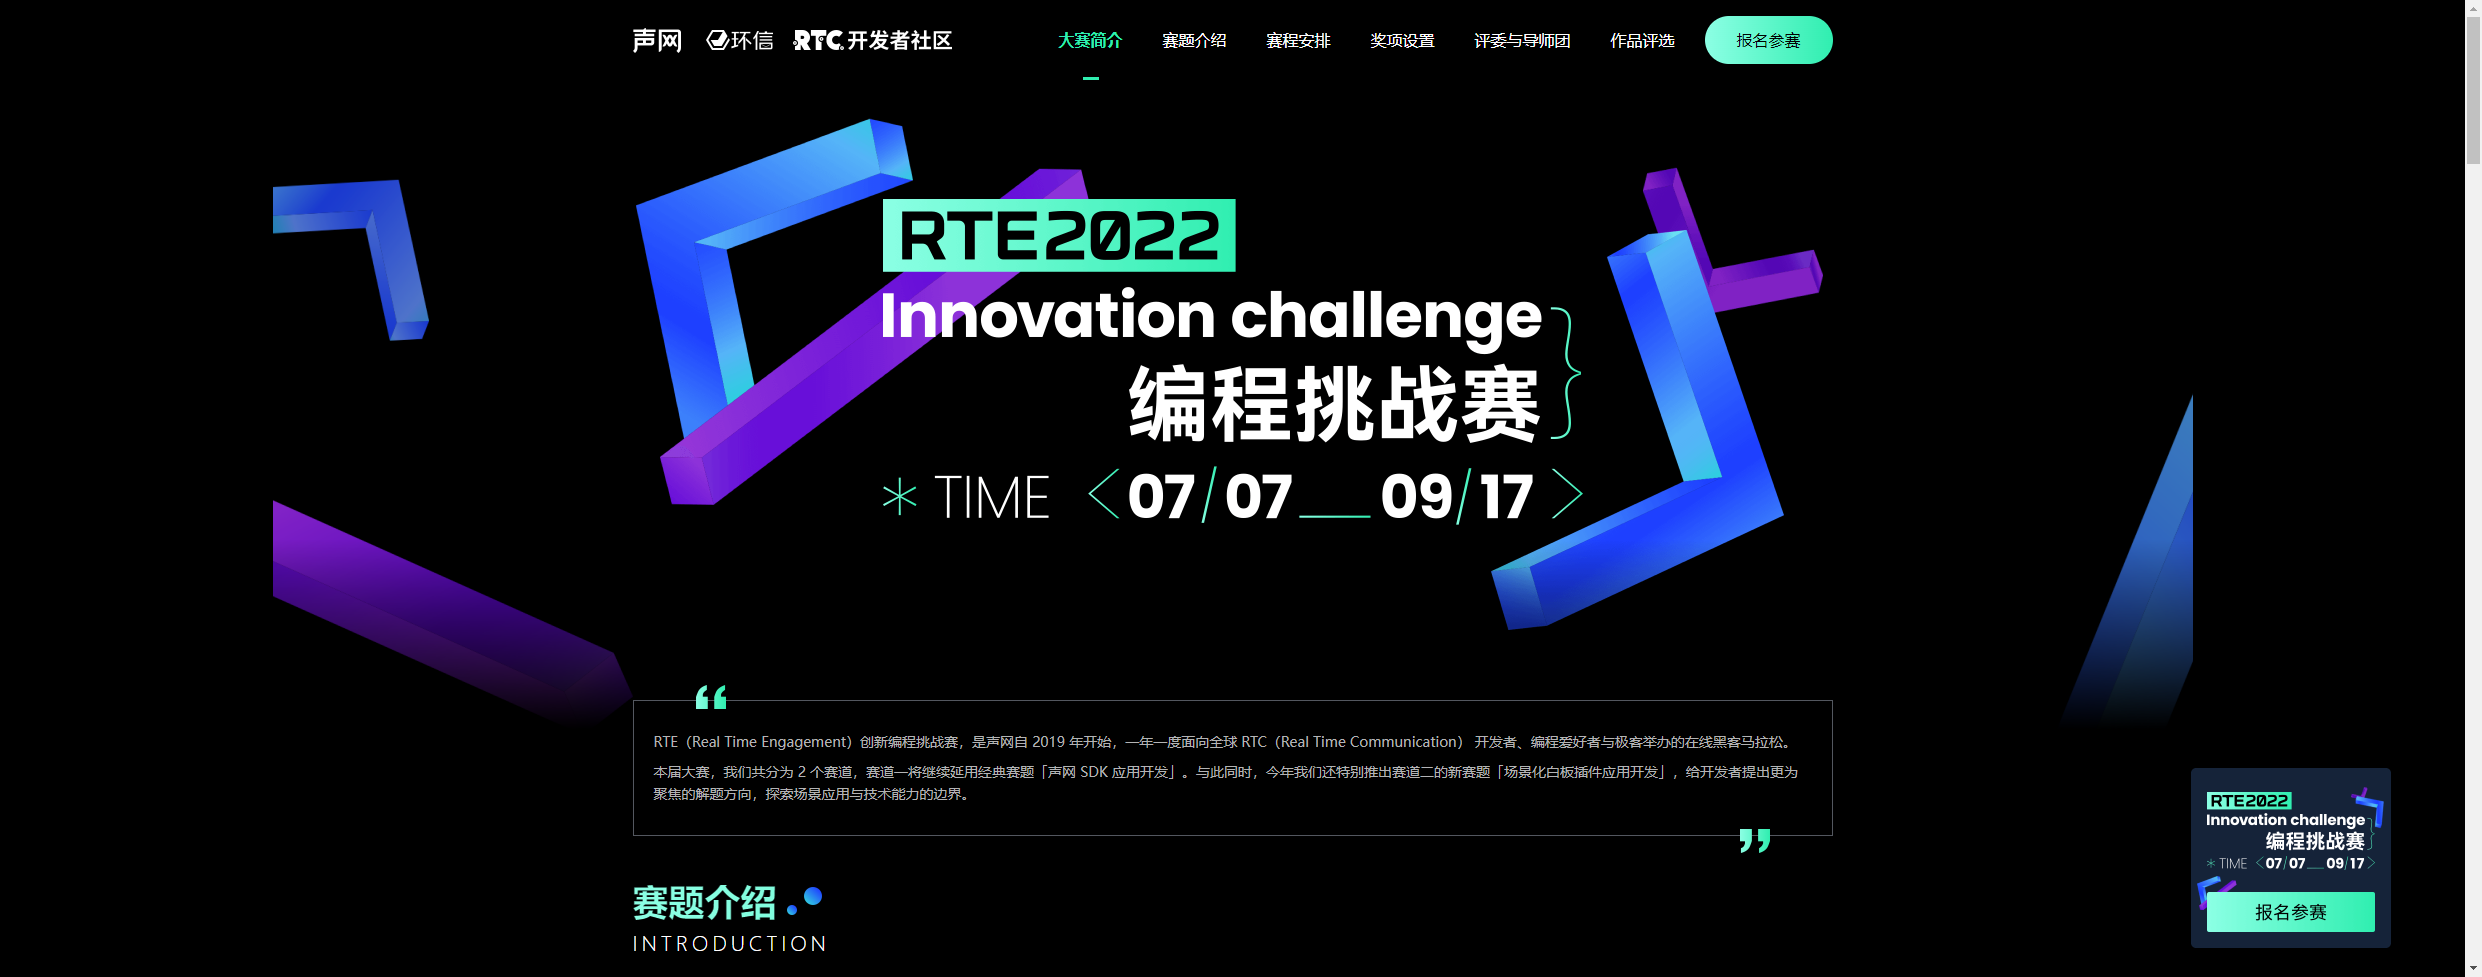 声网 环信 RTC 开发者社区 大赛简介 赛题介绍 赛程安排 奖项设置 评委与导师团 作品评选 报名参赛
RTE2022
Innovation challenge
编程挑战赛
* TIME < 07/07__09/17 >
RTE（Real Time Engagement）创新编程挑战赛，是声网自 2019 年开始，一年一度面向全球 RTC（Real Time Communication） 开发者、编程爱好者与极客举办的在线黑客马拉松。
本届大赛，我们共分为 2 个赛道，赛道一将继续延用经典赛题「声网 SDK 应用开发」。与此同时，今年我们还特别推出赛道二的新赛题「场景化白板插件应用开发」，给开发者提出更为
聚焦的解题方向，探索场景应用与技术能力的边界。
赛题介绍
INTRODUCTION
RTE2022
Innovation challenge
编程挑战赛
* TIME < 07/07__09/17 >
报名参赛